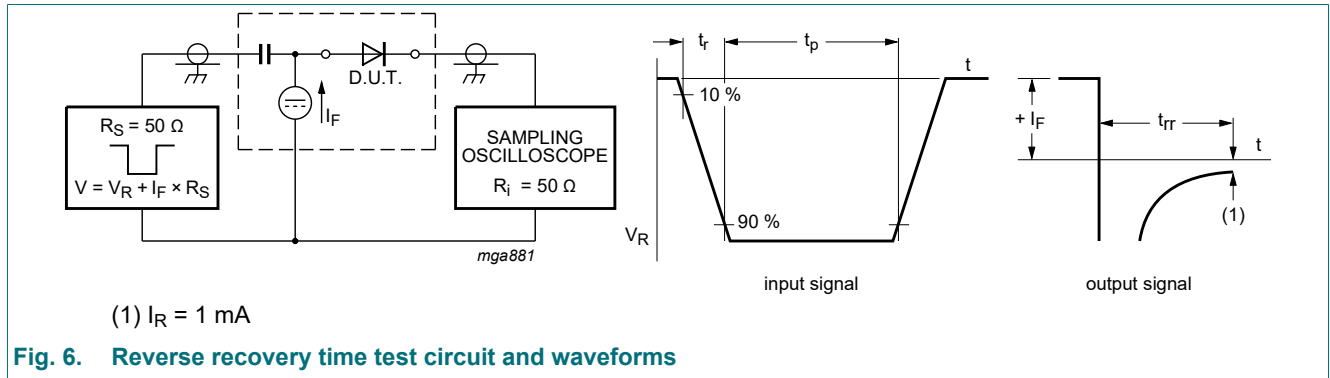 R_S = 50 Ω
V = V_R + I_F × R_S
D.U.T.
I_F
SAMPLING
OSCILLOSCOPE
R_i = 50 Ω
mga881
t_r
t_p
t
10 %
90 %
V_R
input signal
+ I_F
t_rr
t
(1)
output signal
(1) I_R = 1 mA
Fig. 6. Reverse recovery time test circuit and waveforms